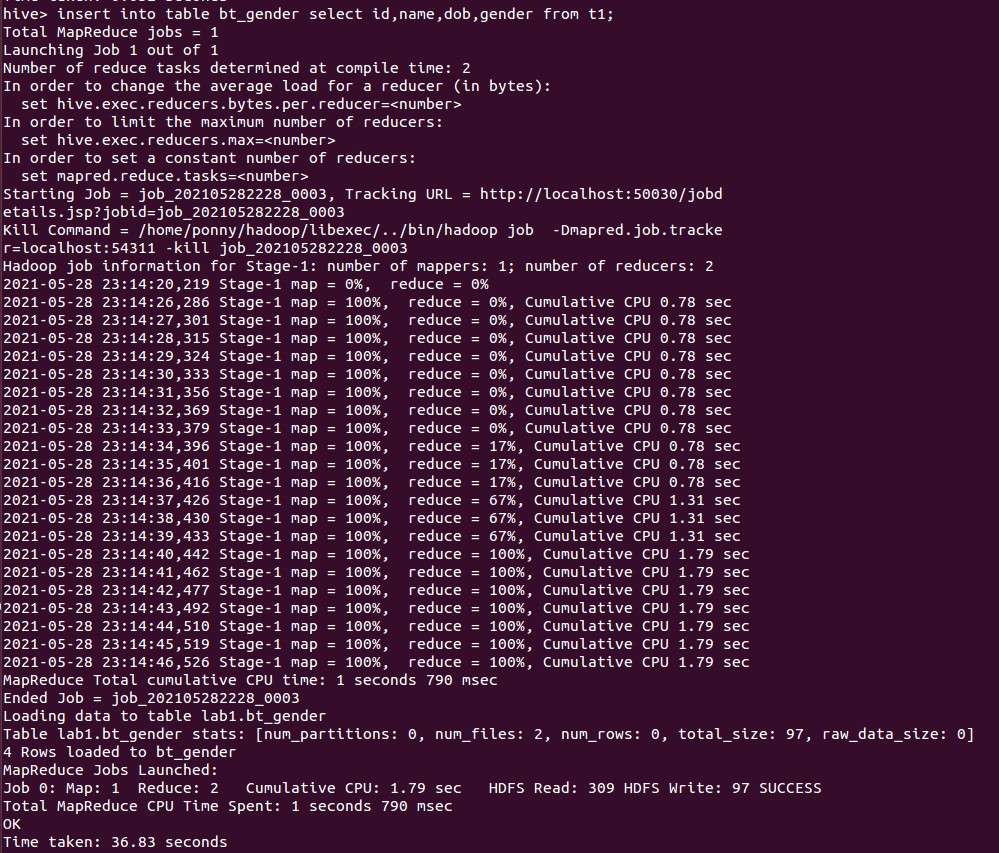 hive> insert into table bt_gender select id,name,dob,gender from t1;
Total MapReduce jobs = 1
Launching Job 1 out of 1
Number of reduce tasks determined at compile time: 2
In order to change the average load for a reducer (in bytes):
  set hive.exec.reducers.bytes.per.reducer=<number>
In order to limit the maximum number of reducers:
  set hive.exec.reducers.max=<number>
In order to set a constant number of reducers:
  set mapred.reduce.tasks=<number>
Starting Job = job_202105282228_0003, Tracking URL = http://localhost:50030/jobd
etails.jsp?jobid=job_202105282228_0003
Kill Command = /home/ponny/hadoop/libexec/../bin/hadoop job  -Dmapred.job.tracke
r=localhost:54311 -kill job_202105282228_0003
Hadoop job information for Stage-1: number of mappers: 1; number of reducers: 2
2021-05-28 23:14:20,219 Stage-1 map = 0%,  reduce = 0%
2021-05-28 23:14:26,286 Stage-1 map = 100%,  reduce = 0%, Cumulative CPU 0.78 sec
2021-05-28 23:14:27,301 Stage-1 map = 100%,  reduce = 0%, Cumulative CPU 0.78 sec
2021-05-28 23:14:28,315 Stage-1 map = 100%,  reduce = 0%, Cumulative CPU 0.78 sec
2021-05-28 23:14:29,324 Stage-1 map = 100%,  reduce = 0%, Cumulative CPU 0.78 sec
2021-05-28 23:14:30,333 Stage-1 map = 100%,  reduce = 0%, Cumulative CPU 0.78 sec
2021-05-28 23:14:31,356 Stage-1 map = 100%,  reduce = 0%, Cumulative CPU 0.78 sec
2021-05-28 23:14:32,369 Stage-1 map = 100%,  reduce = 0%, Cumulative CPU 0.78 sec
2021-05-28 23:14:33,379 Stage-1 map = 100%,  reduce = 0%, Cumulative CPU 0.78 sec
2021-05-28 23:14:34,396 Stage-1 map = 100%,  reduce = 17%, Cumulative CPU 0.78 sec
2021-05-28 23:14:35,401 Stage-1 map = 100%,  reduce = 17%, Cumulative CPU 0.78 sec
2021-05-28 23:14:36,416 Stage-1 map = 100%,  reduce = 17%, Cumulative CPU 0.78 sec
2021-05-28 23:14:37,426 Stage-1 map = 100%,  reduce = 67%, Cumulative CPU 1.31 sec
2021-05-28 23:14:38,430 Stage-1 map = 100%,  reduce = 67%, Cumulative CPU 1.31 sec
2021-05-28 23:14:39,433 Stage-1 map = 100%,  reduce = 67%, Cumulative CPU 1.31 sec
2021-05-28 23:14:40,442 Stage-1 map = 100%,  reduce = 100%, Cumulative CPU 1.79 sec
2021-05-28 23:14:41,462 Stage-1 map = 100%,  reduce = 100%, Cumulative CPU 1.79 sec
2021-05-28 23:14:42,477 Stage-1 map = 100%,  reduce = 100%, Cumulative CPU 1.79 sec
2021-05-28 23:14:43,492 Stage-1 map = 100%,  reduce = 100%, Cumulative CPU 1.79 sec
2021-05-28 23:14:44,510 Stage-1 map = 100%,  reduce = 100%, Cumulative CPU 1.79 sec
2021-05-28 23:14:45,519 Stage-1 map = 100%,  reduce = 100%, Cumulative CPU 1.79 sec
2021-05-28 23:14:46,526 Stage-1 map = 100%,  reduce = 100%, Cumulative CPU 1.79 sec
MapReduce Total cumulative CPU time: 1 seconds 790 msec
Ended Job = job_202105282228_0003
Loading data to table lab1.bt_gender
Table lab1.bt_gender stats: [num_partitions: 0, num_files: 2, num_rows: 0, total_size: 97, raw_data_size: 0]
4 Rows loaded to bt_gender
MapReduce Jobs Launched:
Job 0: Map: 1  Reduce: 2   Cumulative CPU: 1.79 sec   HDFS Read: 309 HDFS Write: 97 SUCCESS
Total MapReduce CPU Time Spent: 1 seconds 790 msec
OK
Time taken: 36.83 seconds